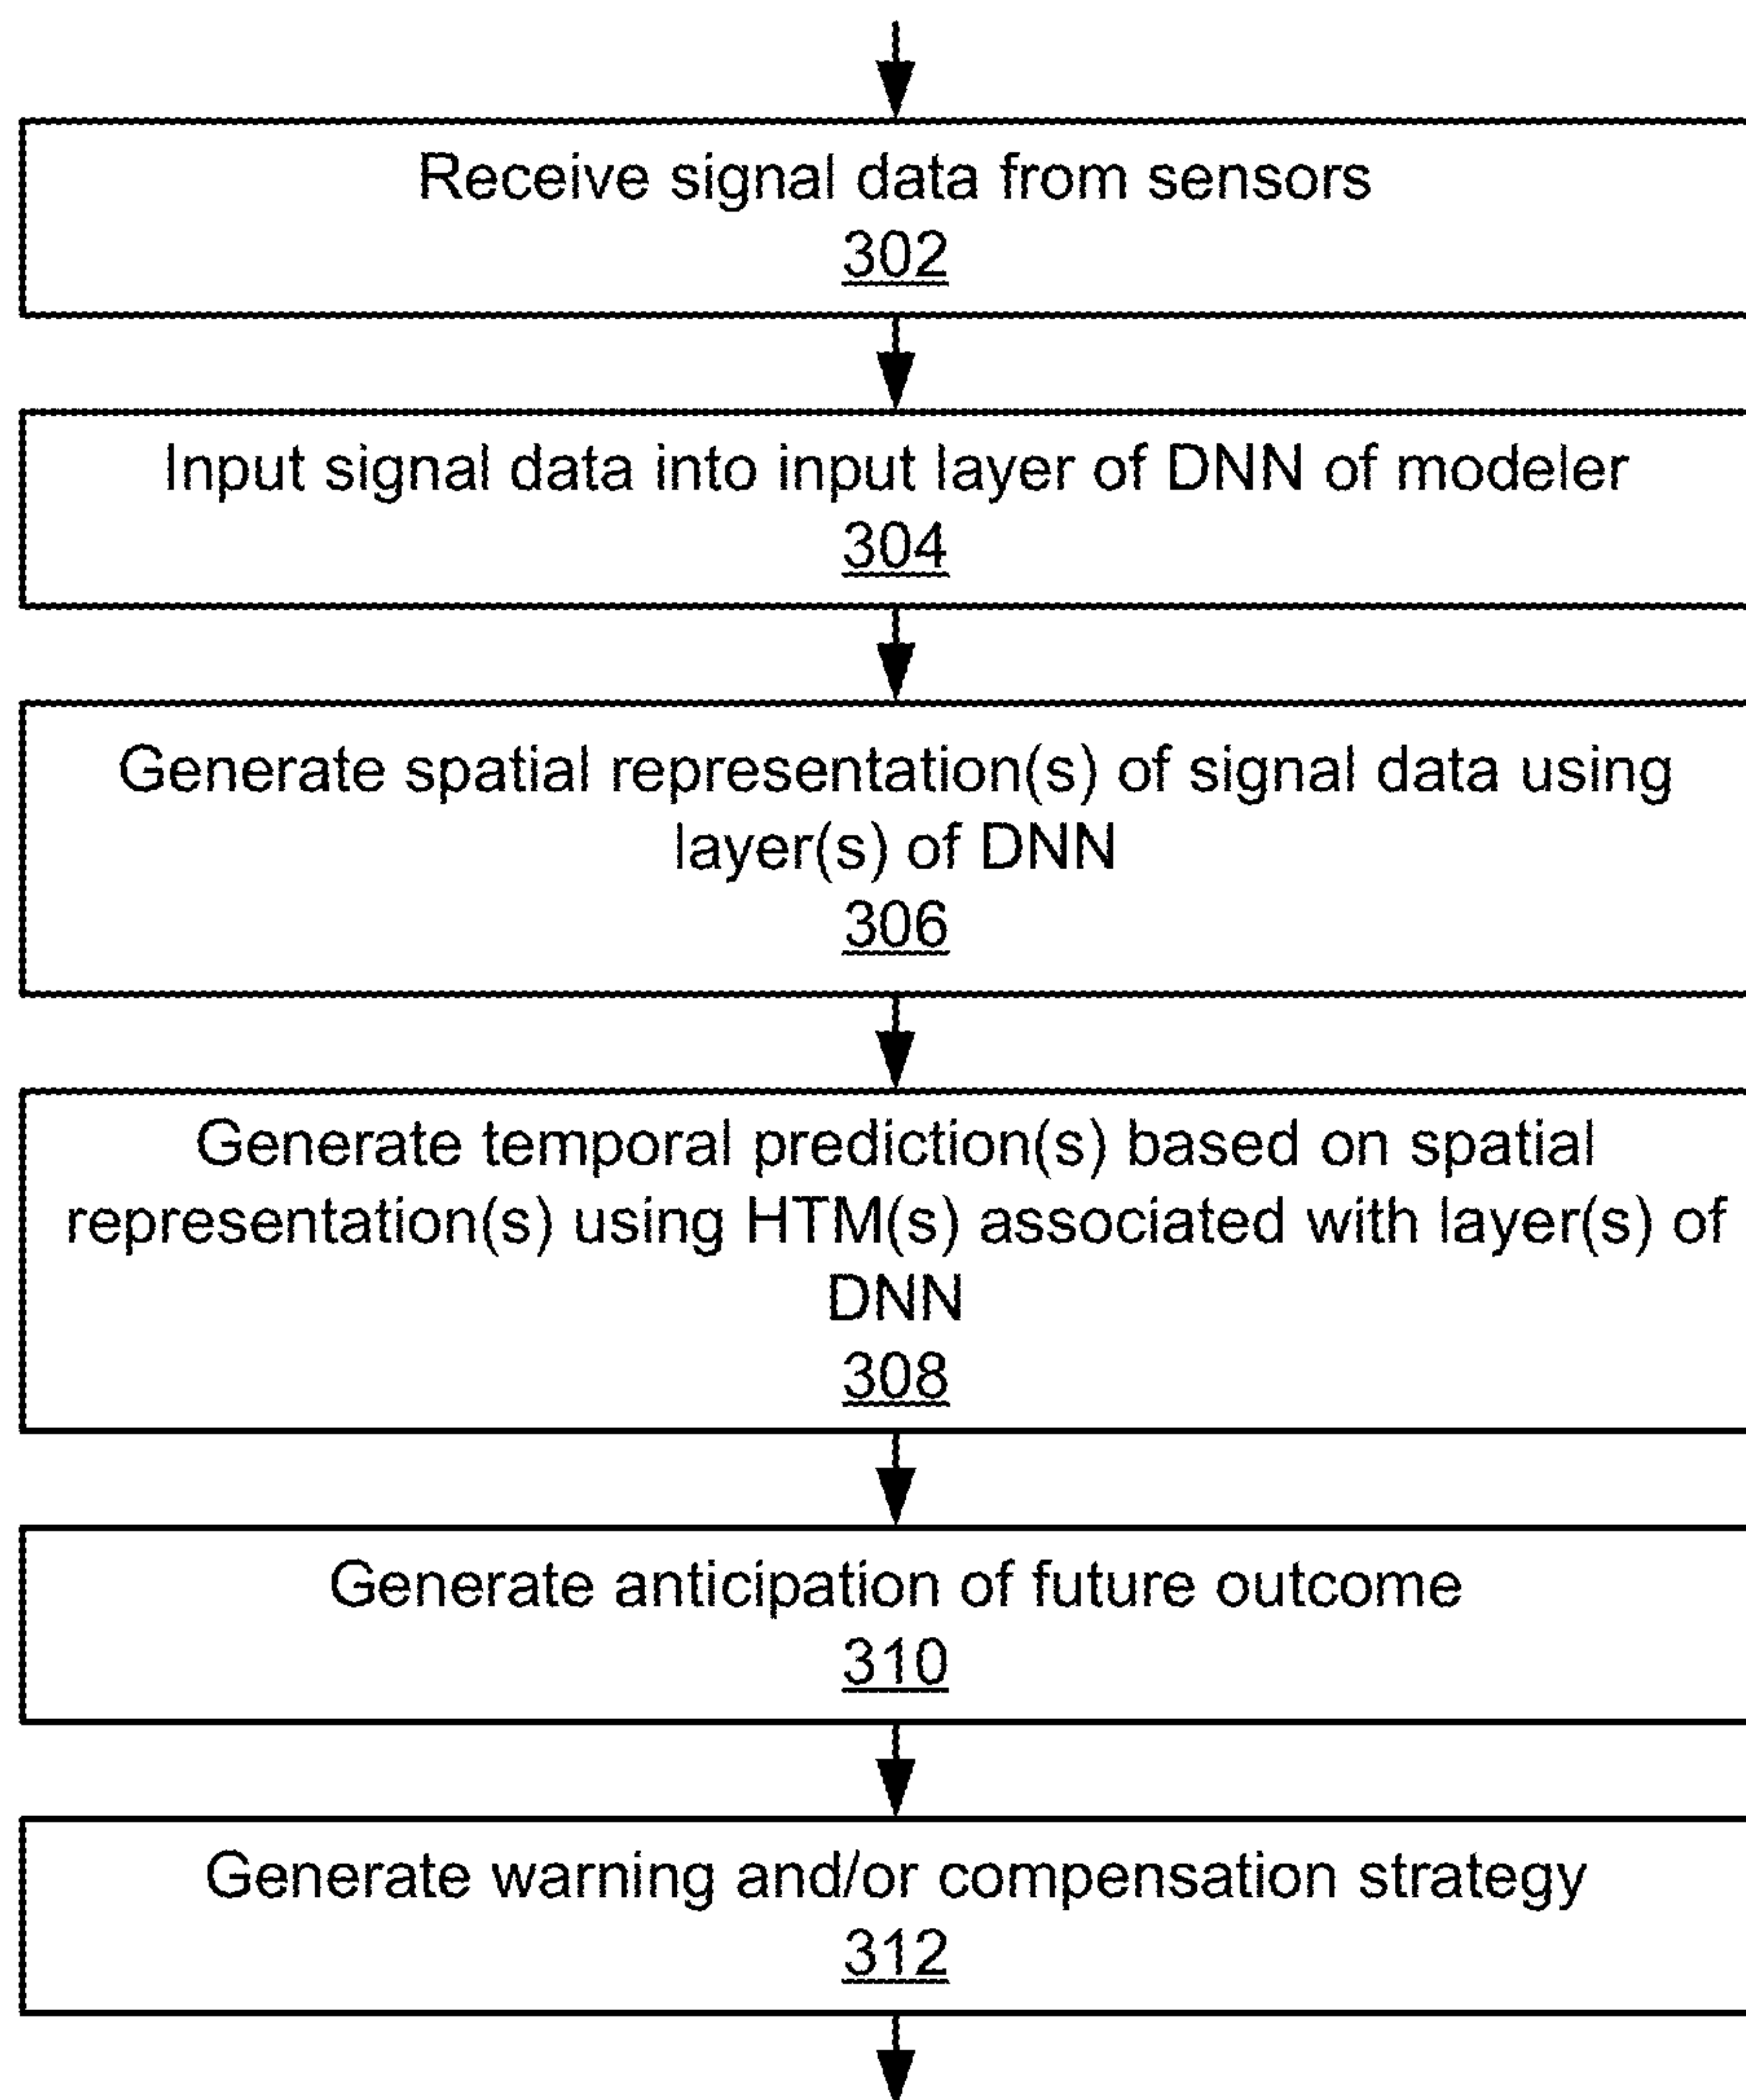 Receive signal data from sensors
302
Input signal data into input layer of DNN of modeler
304
Generate spatial representation(s) of signal data using
layer(s) of DNN
306
Generate temporal prediction(s) based on spatial
representation(s) using HTM(s) associated with layer(s) of
DNN
308
Generate anticipation of future outcome
310
Generate warning and/or compensation strategy
312